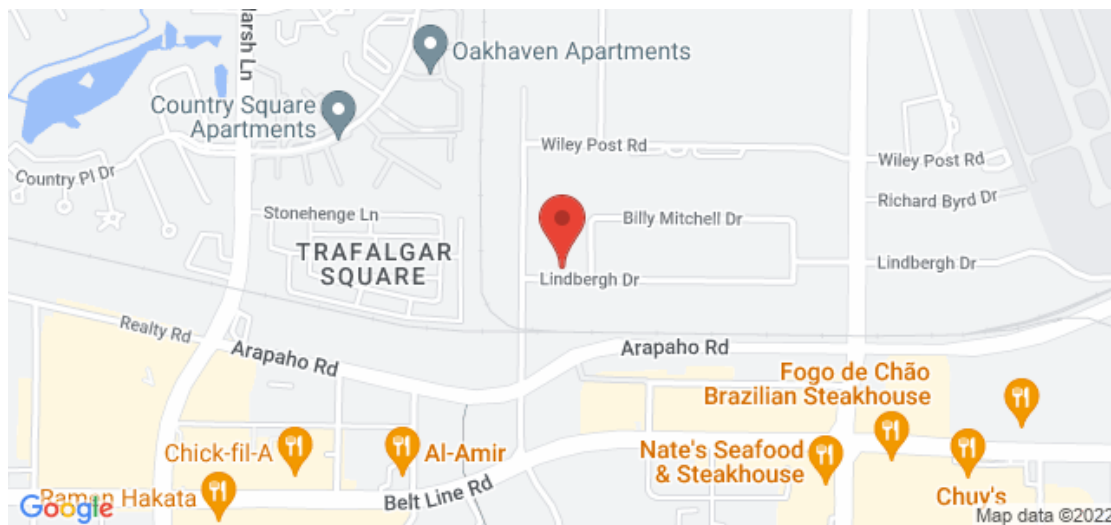 Marsh Ln
Oakhaven Apartments
Country Square
Apartments
Wiley Post Rd
Wiley Post Rd
Country Pl Dr
Richard Byrd Dr
Stonehenge Ln
Billy Mitchell Dr
TRAFALGAR
SQUARE
Lindbergh Dr
Lindbergh Dr
Realty Rd
Arapaho Rd
Arapaho Rd
Fogo de Chão
Brazilian Steakhouse
Chick-fil-A
Al-Amir
Nate's Seafood
& Steakhouse
Ramen Hakata
Belt Line Rd
Chuy's
Google
Map data ©2022